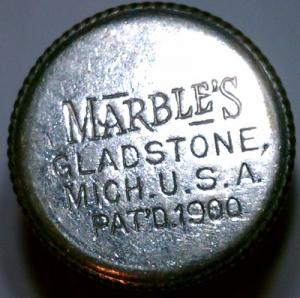 MARBLE'S
GLADSTONE,
MICH. U.S.A.
PAT'D. 1900